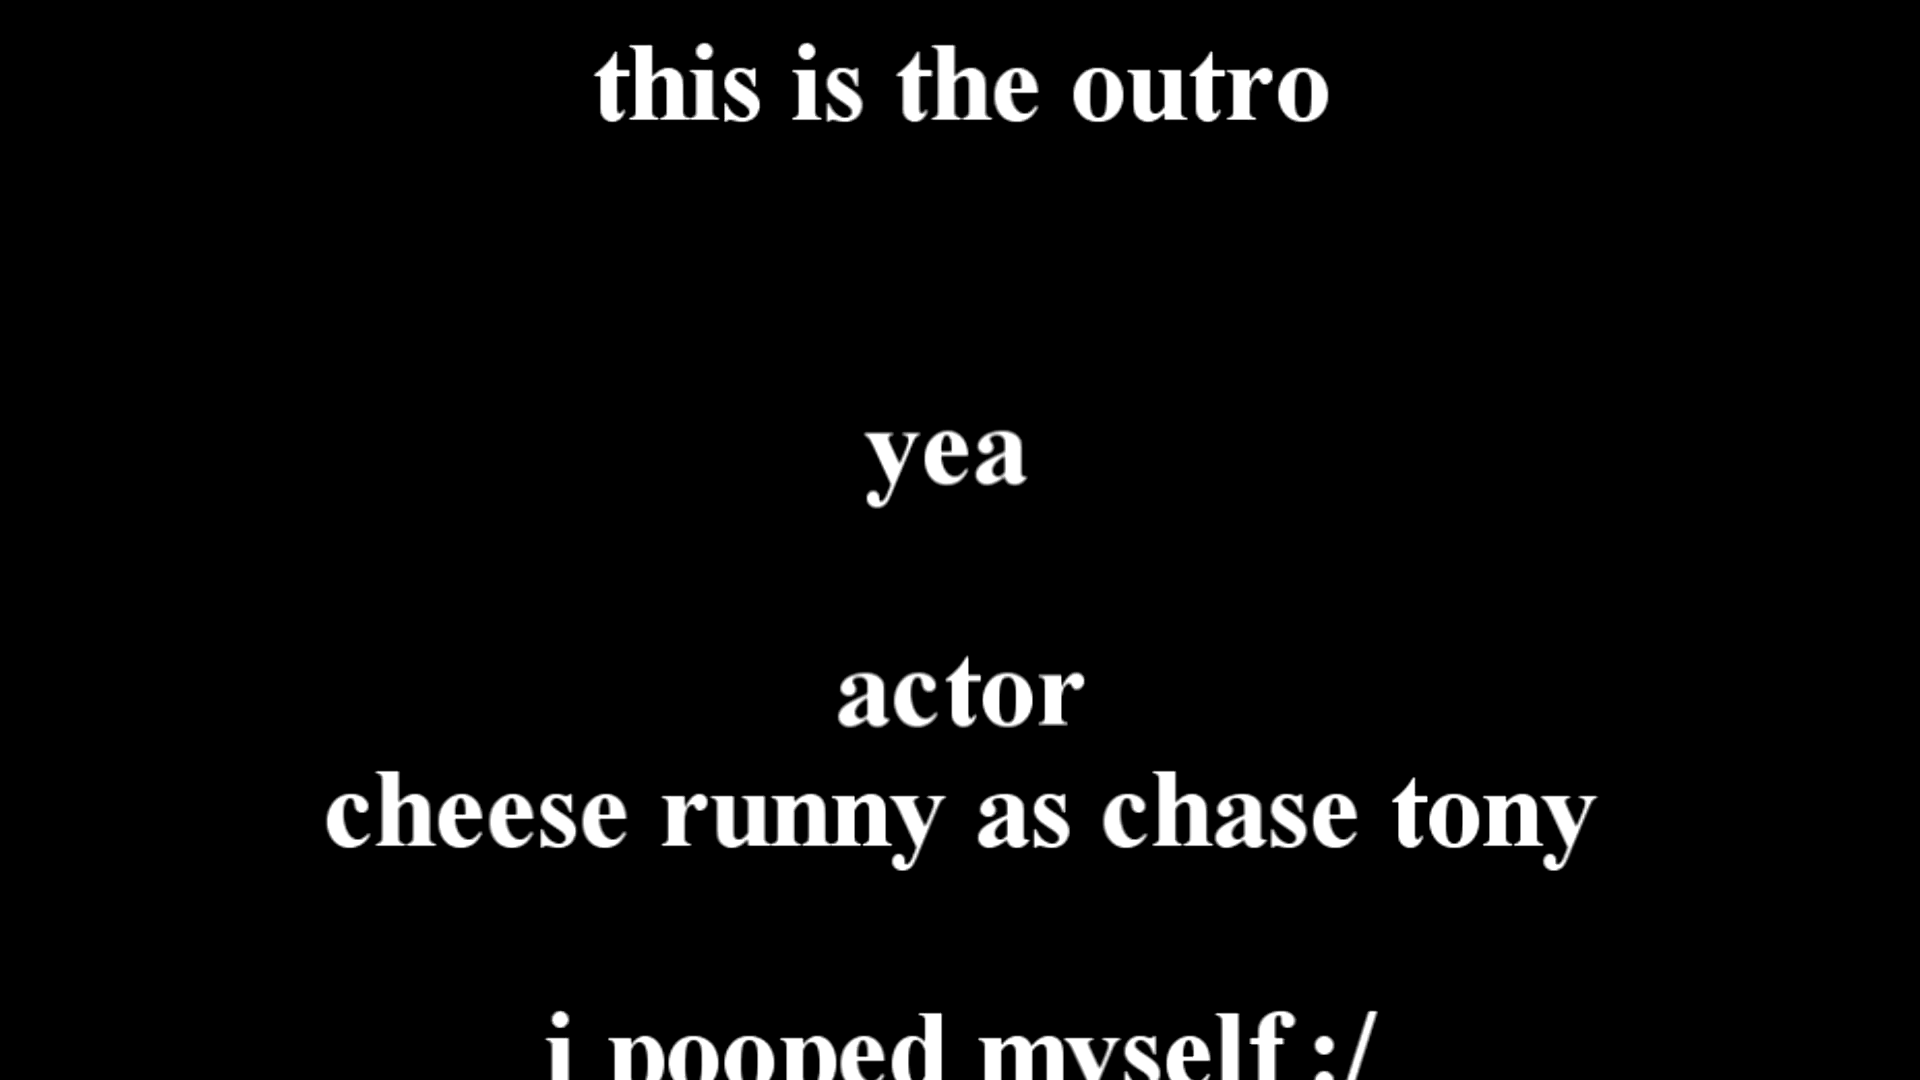 this is the outro
yea
actor
cheese runny as chase tony
i pooped myself :/